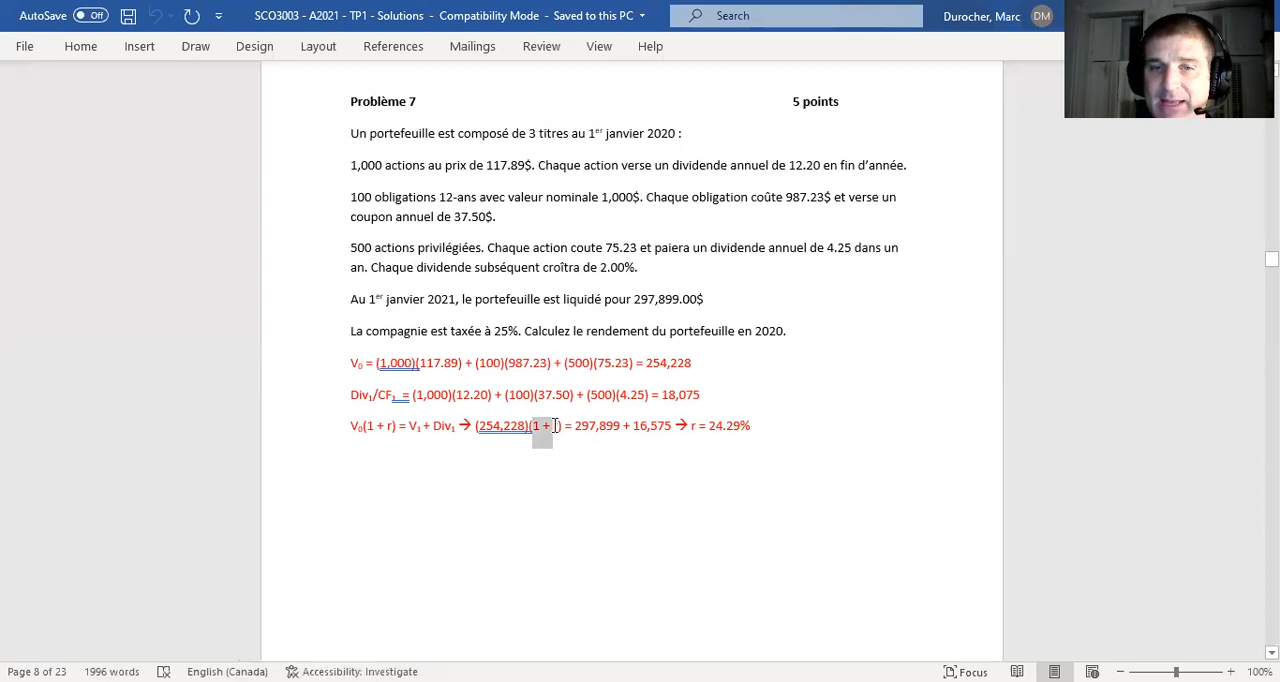 AutoSave Off SCO3003 - A2021 - TP1 - Solutions - Compatibility Mode - Saved to this PC Search Durocher, Marc DM
File Home Insert Draw Design Layout References Mailings Review View Help
Problème 7 5 points
Un portefeuille est composé de 3 titres au 1er janvier 2020 :
1,000 actions au prix de 117.89$. Chaque action verse un dividende annuel de 12.20 en fin d’année.
100 obligations 12-ans avec valeur nominale 1,000$. Chaque obligation coûte 987.23$ et verse un
coupon annuel de 37.50$.
500 actions privilégiées. Chaque action coute 75.23 et paiera un dividende annuel de 4.25 dans un
an. Chaque dividende subséquent croîtra de 2.00%.
Au 1er janvier 2021, le portefeuille est liquidé pour 297,899.00$
La compagnie est taxée à 25%. Calculez le rendement du portefeuille en 2020.
V₀ = (1,000)(117.89) + (100)(987.23) + (500)(75.23) = 254,228
Div₁/CF₁ = (1,000)(12.20) + (100)(37.50) + (500)(4.25) = 18,075
V₀(1 + r) = V₁ + Div₁ → (254,228)(1 + r) = 297,899 + 16,575 → r = 24.29%
Page 8 of 23 1996 words English (Canada) Accessibility: Investigate Focus 100%